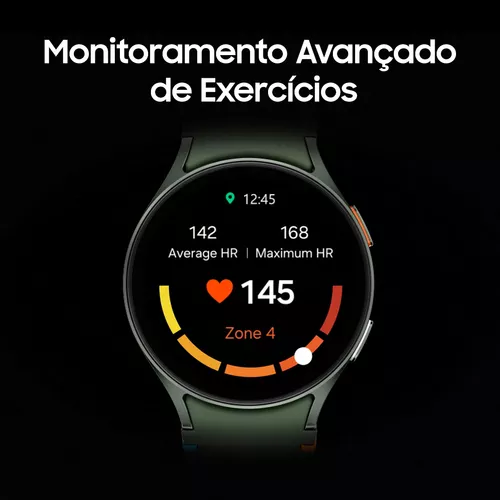 Monitoramento Avançado
de Exercícios
12:45
142 168
Average HR | Maximum HR
145
Zone 4